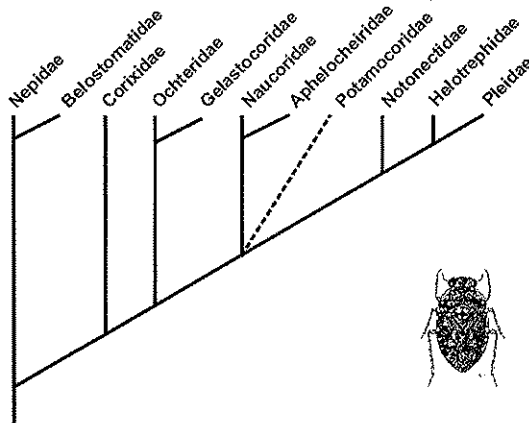 Nepidae
Belostomatidae
Corixidae
Ochteridae
Gelastocoridae
Naucoridae
Aphelocheiridae
Potamocoridae
Notonectidae
Helotrephidae
Pleidae